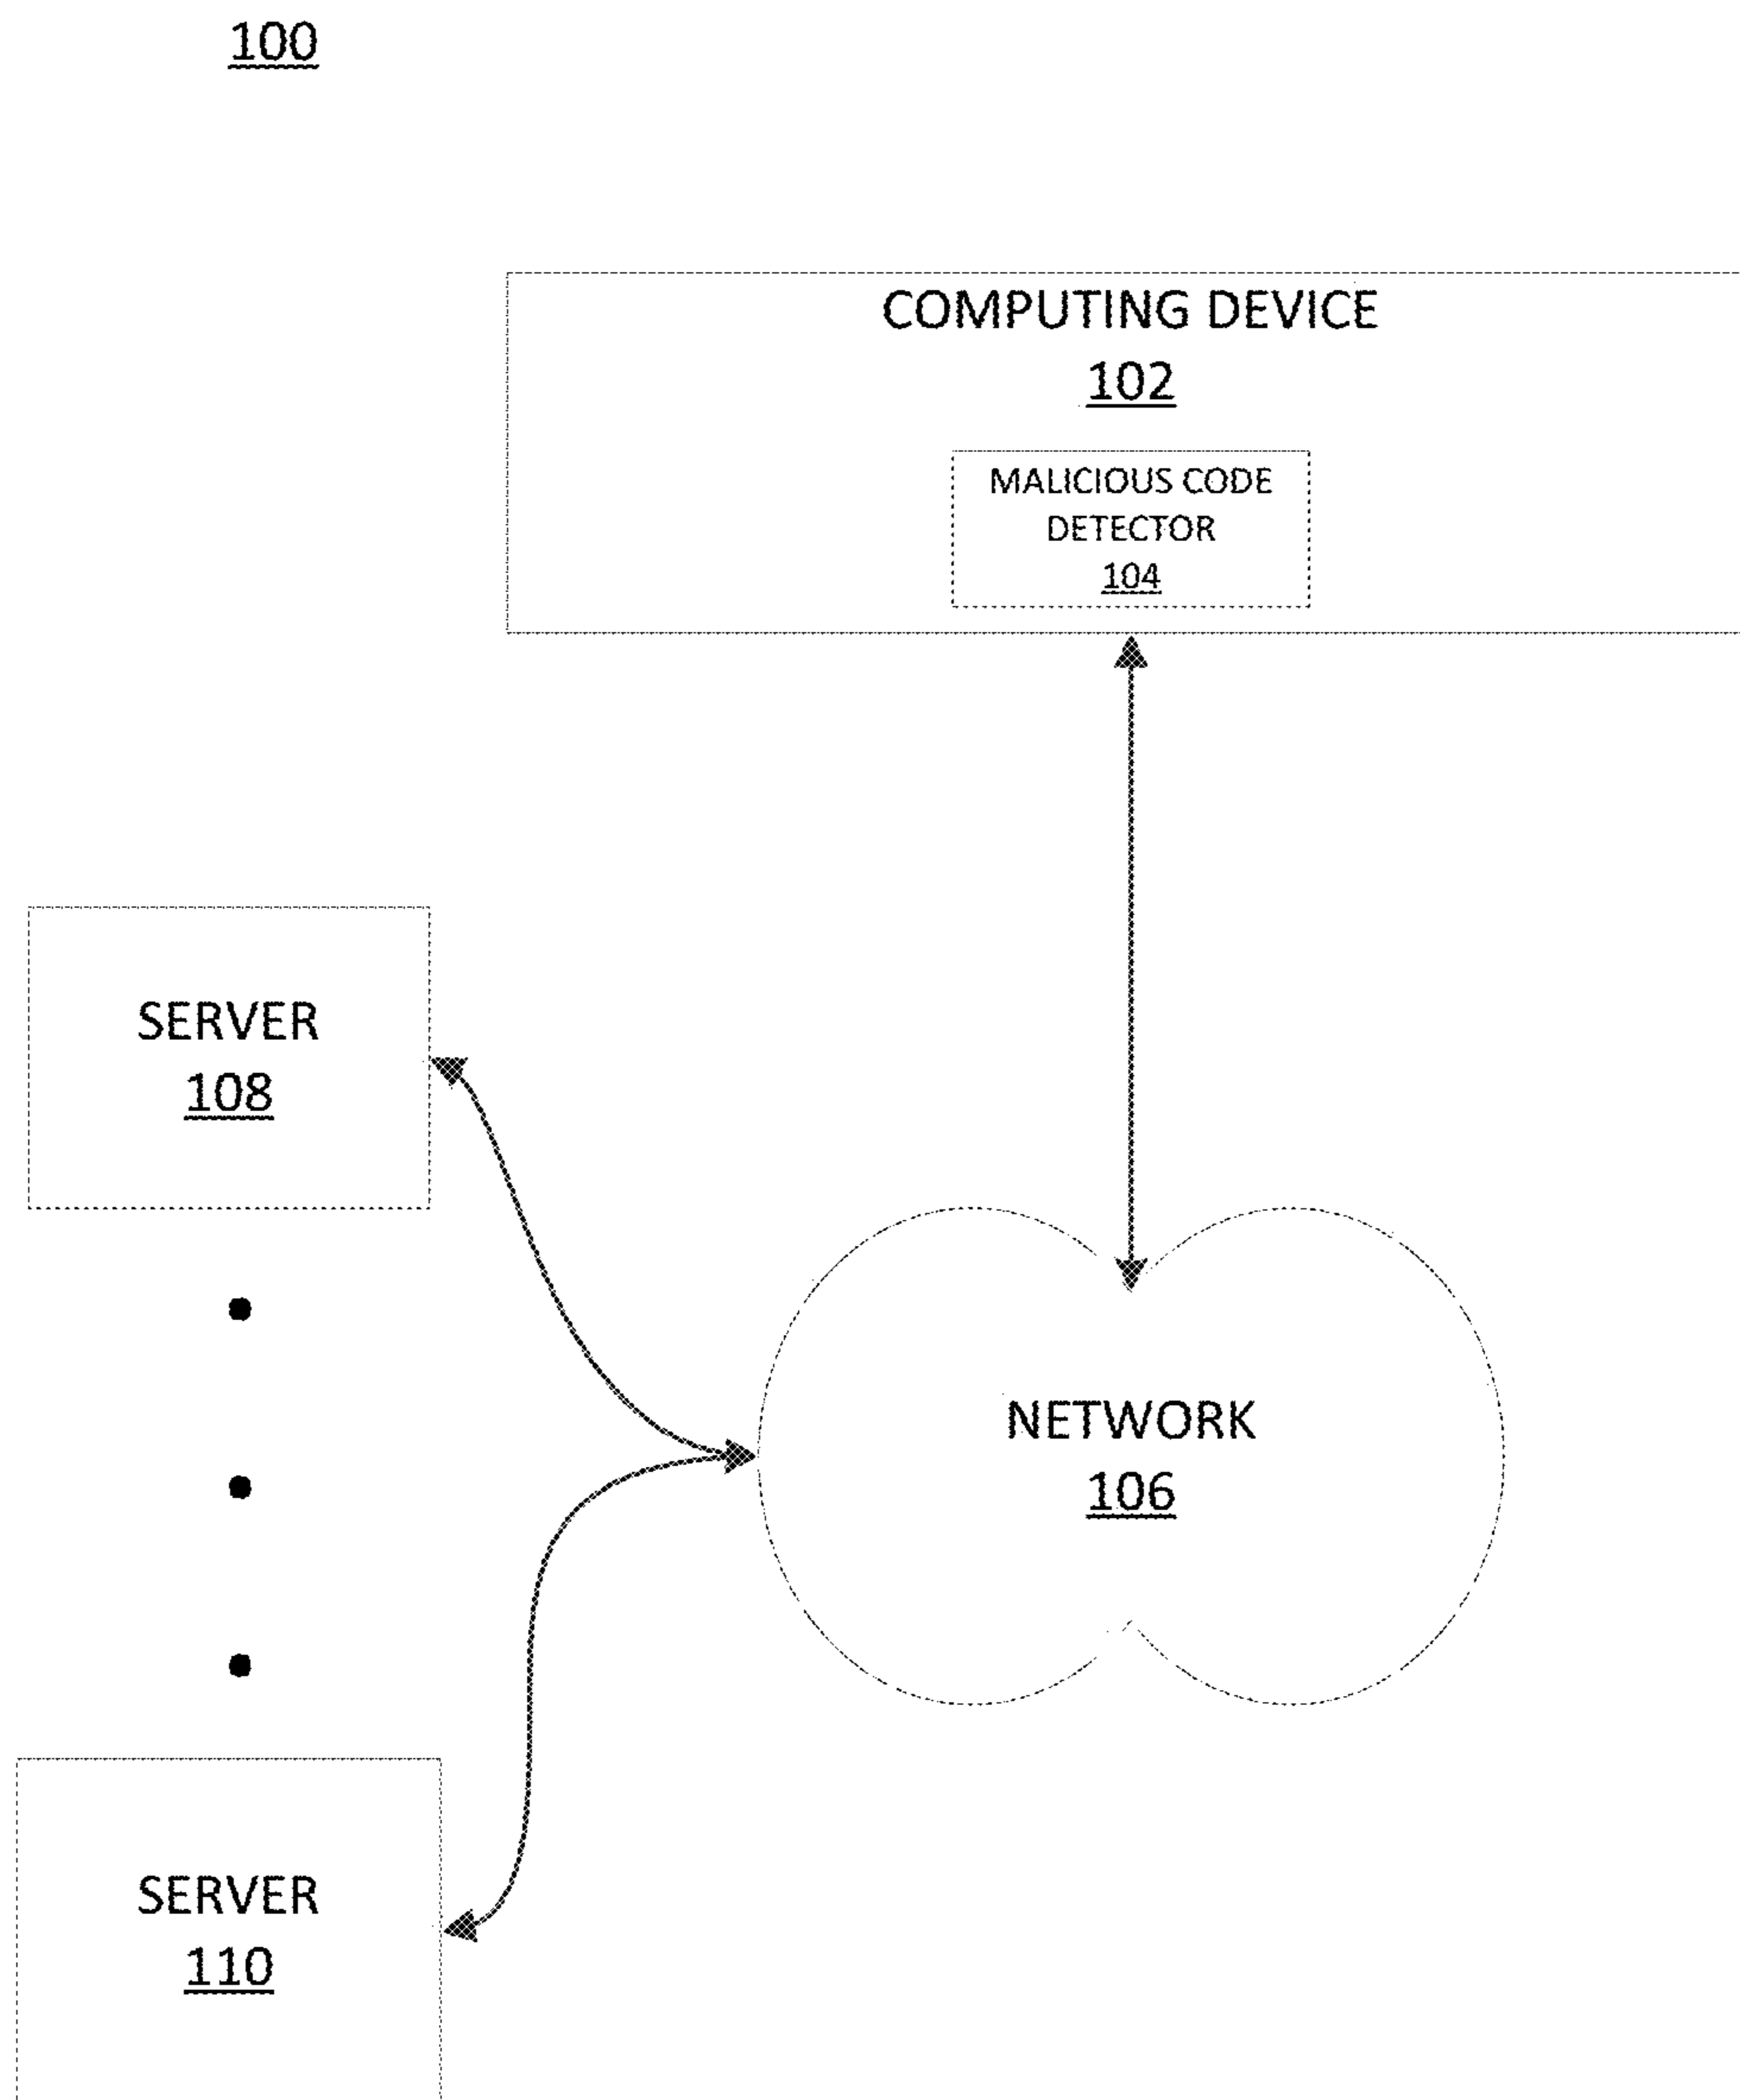 100
COMPUTING DEVICE
102
MALICIOUS CODE
DETECTOR
104
SERVER
108
NETWORK
106
SERVER
110